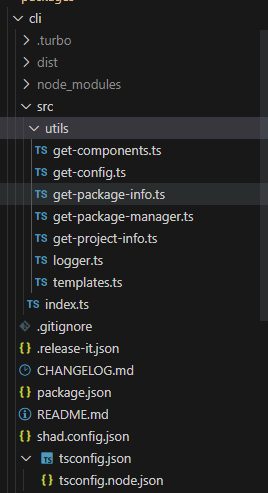 cli
.turbo
dist
node_modules
src
utils
TS get-components.ts
TS get-config.ts
TS get-package-info.ts
TS get-package-manager.ts
TS get-project-info.ts
TS logger.ts
TS templates.ts
TS index.ts
.gitignore
{} .release-it.json
CHANGELOG.md
{} package.json
README.md
{} shad.config.json
TS tsconfig.json
{} tsconfig.node.json